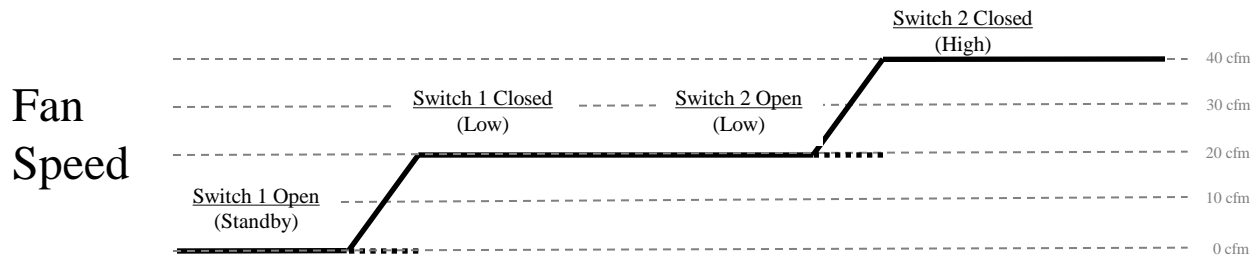 Switch 2 Closed
(High)
40 cfm
Fan
Speed
Switch 1 Closed
(Low)
Switch 2 Open
(Low)
30 cfm
20 cfm
Switch 1 Open
(Standby)
10 cfm
0 cfm